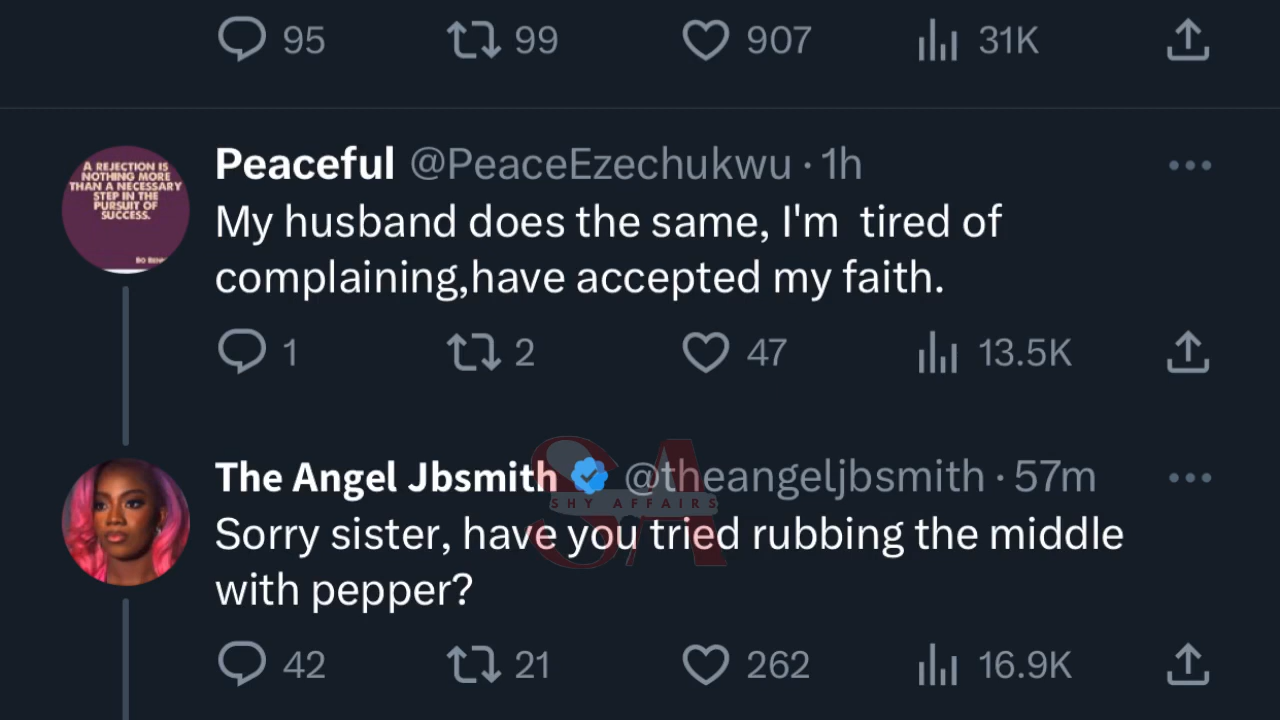 95 99 907 31K
A REJECTION IS
NOTHING MORE
THAN A NECESSARY
STEP IN THE
PURSUIT OF
SUCCESS.
Peaceful @PeaceEzechukwu · 1h
My husband does the same, I'm  tired of
complaining,have accepted my faith.
1 2 47 13.5K
The Angel Jbsmith @theangeljbsmith · 57m
SA
SHY AFFAIRS
Sorry sister, have you tried rubbing the middle
with pepper?
42 21 262 16.9K